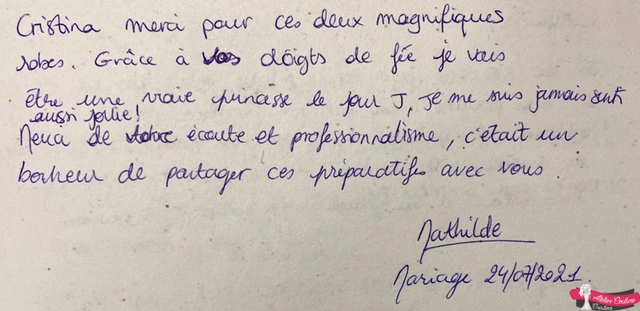 Cristina merci pour ces deux magnifiques
robes. Grâce à vos doigts de fée je vais
être une vraie princesse le jour J, je me suis jamais senti
aussi jolie!
Merci de votre écoute et professionnalisme, c'était un
bonheur de partager ces préparatifs avec vous.
Mathilde
Mariage 24/07/2021.
Atelier Couture
Cristina